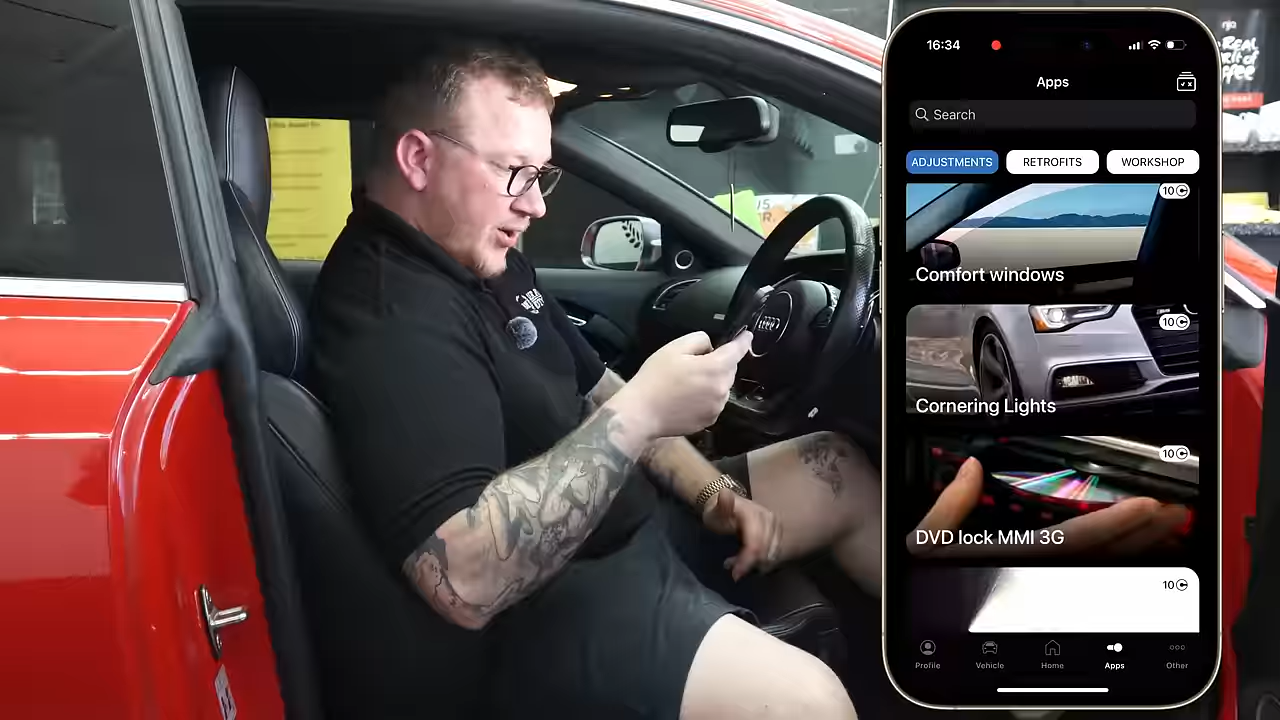 16:34
Apps
Search
ADJUSTMENTS
RETROFITS
WORKSHOP
10
Comfort windows
10
Cornering Lights
10
DVD lock MMI 3G
10
Profile
Vehicle
Home
Apps
Other
REAL